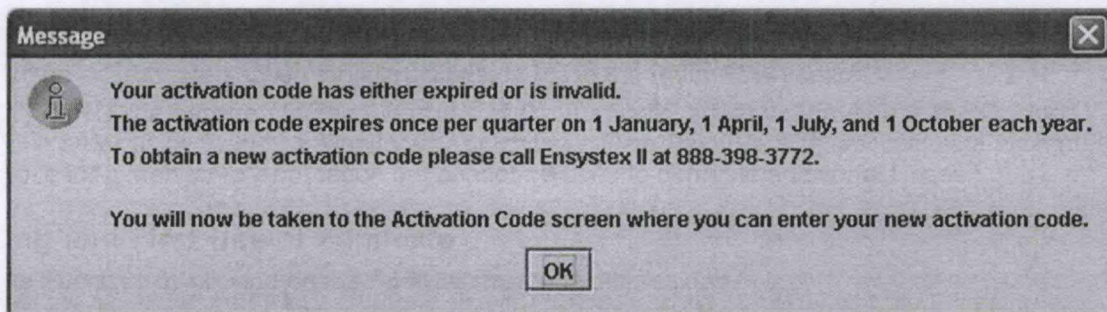 Message
Your activation code has either expired or is invalid.
The activation code expires once per quarter on 1 January, 1 April, 1 July, and 1 October each year.
To obtain a new activation code please call Ensystex II at 888-398-3772.
You will now be taken to the Activation Code screen where you can enter your new activation code.
OK